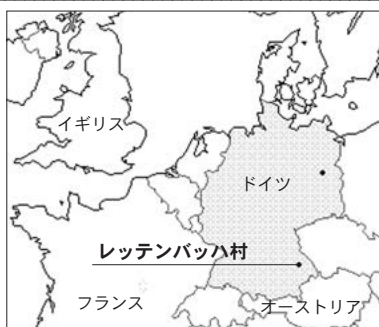 イギリス
ドイツ
レッテンバッハ村
フランス
オーストリア